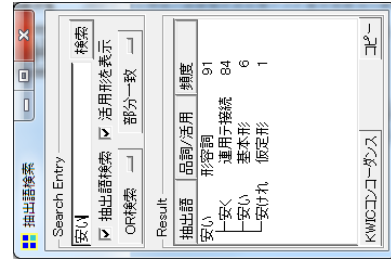 抽出語検索
Search Entry
安い 検索
抽出語検索 活用形を表示
OR検索 部分一致
Result
抽出語 品詞/活用 頻度
安い 形容詞 91
安く 連用テ接続 84
安い 基本形 6
安けれ 仮定形 1
KWICコンコーダンス コピー